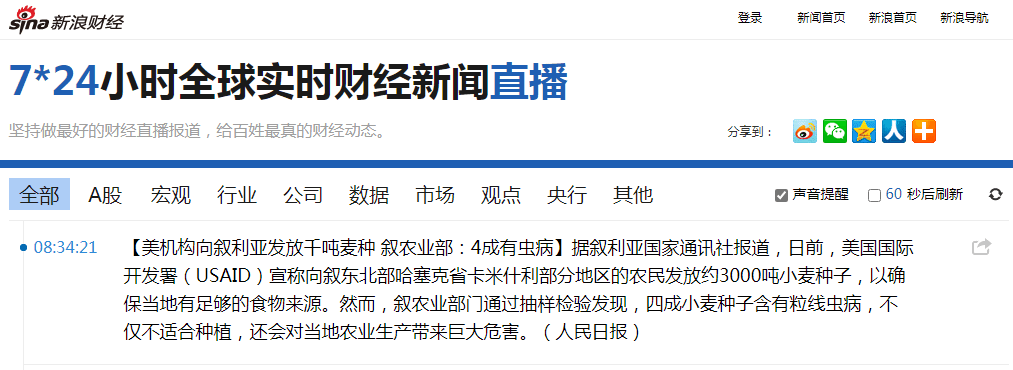 sina新浪财经
登录 新闻首页 新浪首页 新浪导航
7*24小时全球实时财经新闻直播
坚持做最好的财经直播报道，给百姓最真的财经动态。
分享到：
全部 A股 宏观 行业 公司 数据 市场 观点 央行 其他
声音提醒 60 秒后刷新
08:34:21
【美机构向叙利亚发放千吨麦种 叙农业部：4成有虫病】据叙利亚国家通讯社报道，日前，美国国际
开发署（USAID）宣称向叙东北部哈塞克省卡米什利部分地区的农民发放约3000吨小麦种子，以确
保当地有足够的食物来源。然而，叙农业部门通过抽样检验发现，四成小麦种子含有粒线虫病，不
仅不适合种植，还会对当地农业生产带来巨大危害。（人民日报）